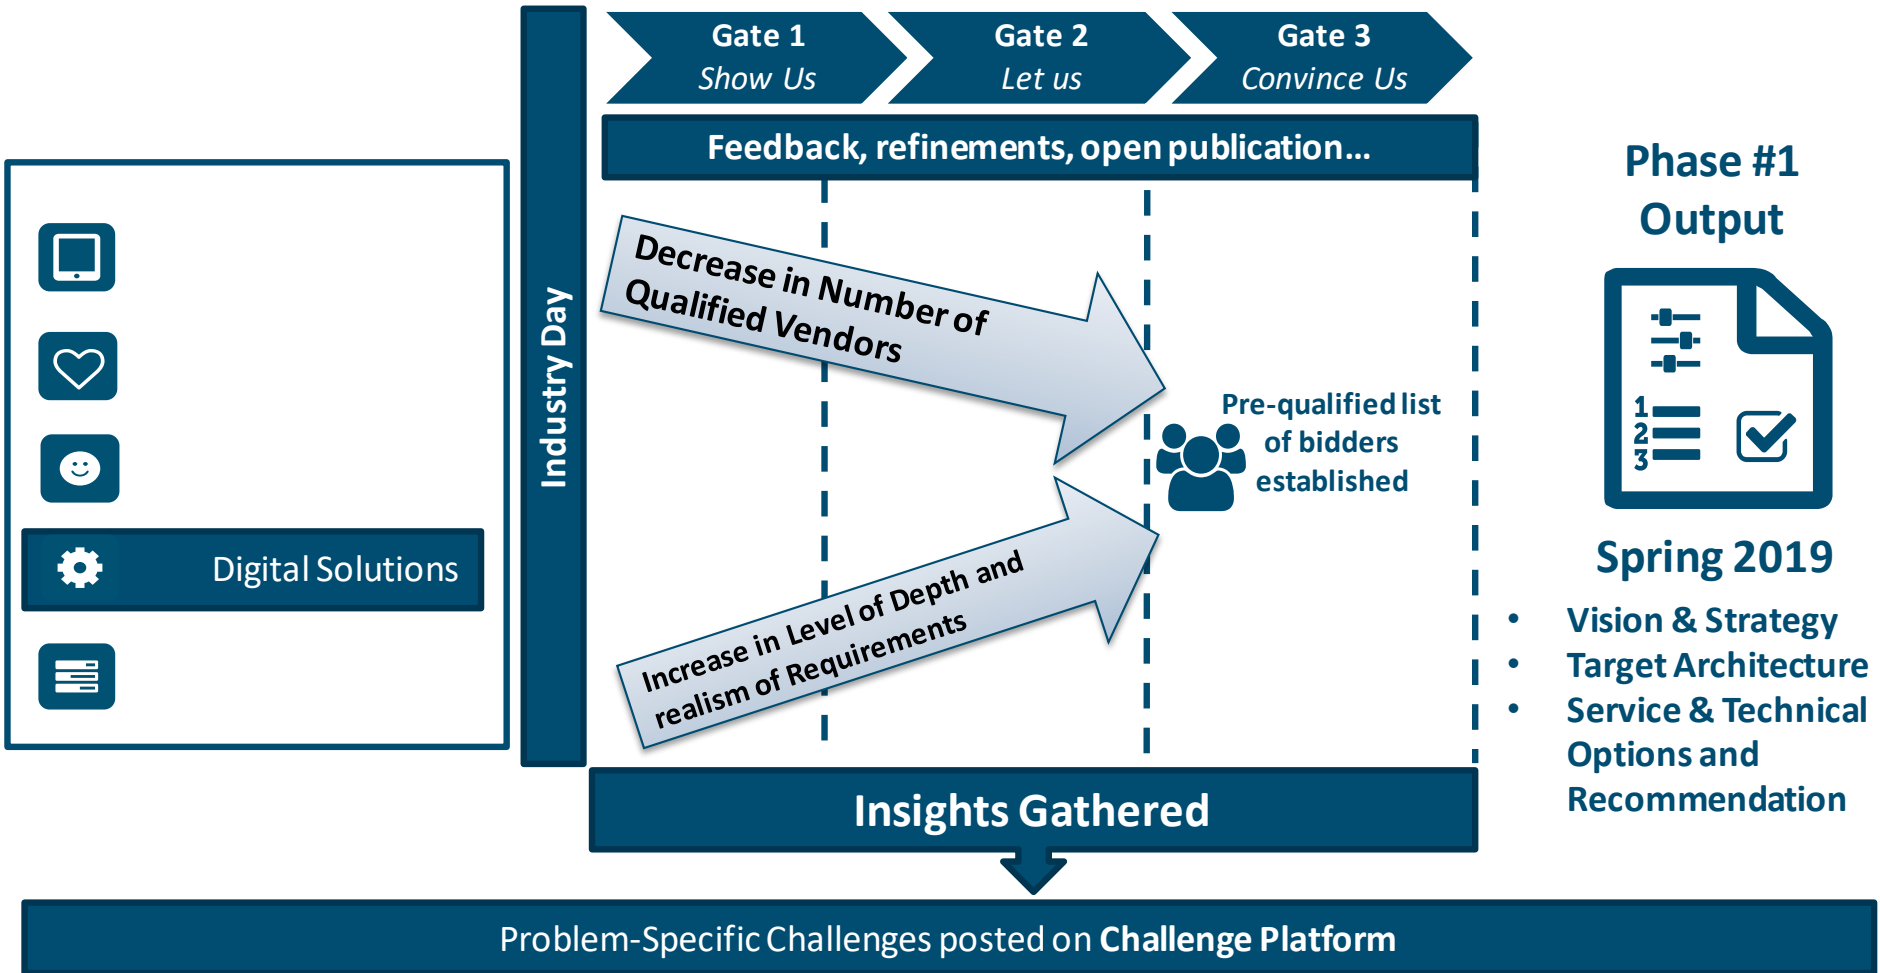 Gate 1
Show Us
Gate 2
Let us
Gate 3
Convince Us
Feedback, refinements, open publication...
Industry Day
Digital Solutions
Decrease in Number of
Qualified Vendors
Increase in Level of Depth and
realism of Requirements
Pre-qualified list
of bidders
established
Insights Gathered
Phase #1
Output
1
2
3
Spring 2019
• Vision & Strategy
• Target Architecture
• Service & Technical
Options and
Recommendation
Problem-Specific Challenges posted on Challenge Platform